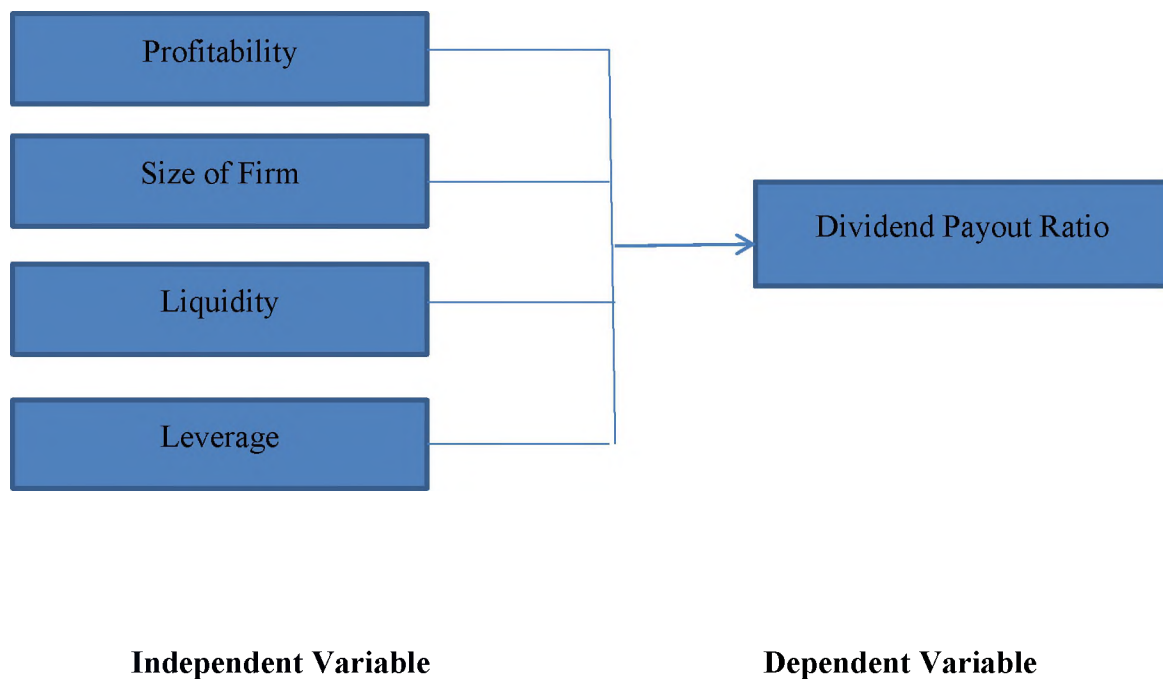 Profitability
Size of Firm
Liquidity
Leverage
Dividend Payout Ratio
Independent Variable
Dependent Variable